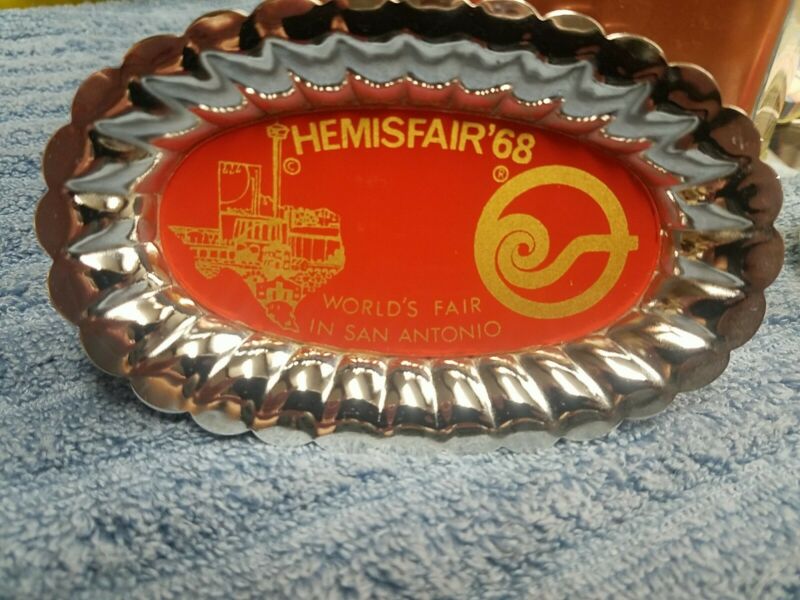 HEMISFAIR'68
©
®
WORLD'S FAIR
IN SAN ANTONIO